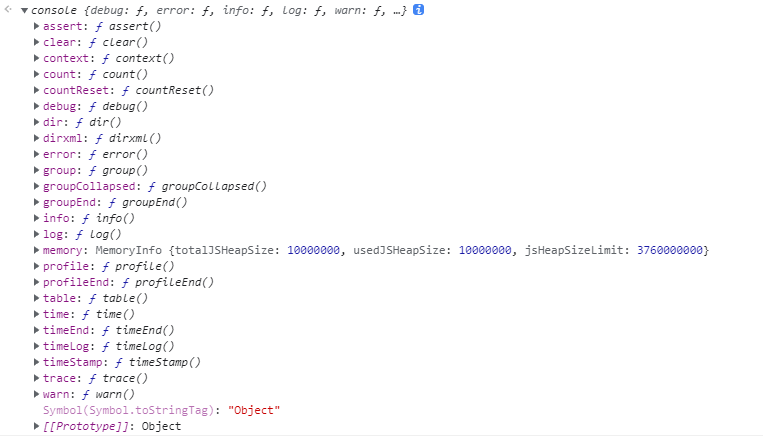 console {debug: ƒ, error: ƒ, info: ƒ, log: ƒ, warn: ƒ, …} i
assert: ƒ assert()
clear: ƒ clear()
context: ƒ context()
count: ƒ count()
countReset: ƒ countReset()
debug: ƒ debug()
dir: ƒ dir()
dirxml: ƒ dirxml()
error: ƒ error()
group: ƒ group()
groupCollapsed: ƒ groupCollapsed()
groupEnd: ƒ groupEnd()
info: ƒ info()
log: ƒ log()
memory: MemoryInfo {totalJSHeapSize: 10000000, usedJSHeapSize: 10000000, jsHeapSizeLimit: 3760000000}
profile: ƒ profile()
profileEnd: ƒ profileEnd()
table: ƒ table()
time: ƒ time()
timeEnd: ƒ timeEnd()
timeLog: ƒ timeLog()
timeStamp: ƒ timeStamp()
trace: ƒ trace()
warn: ƒ warn()
Symbol(Symbol.toStringTag): "Object"
[[Prototype]]: Object